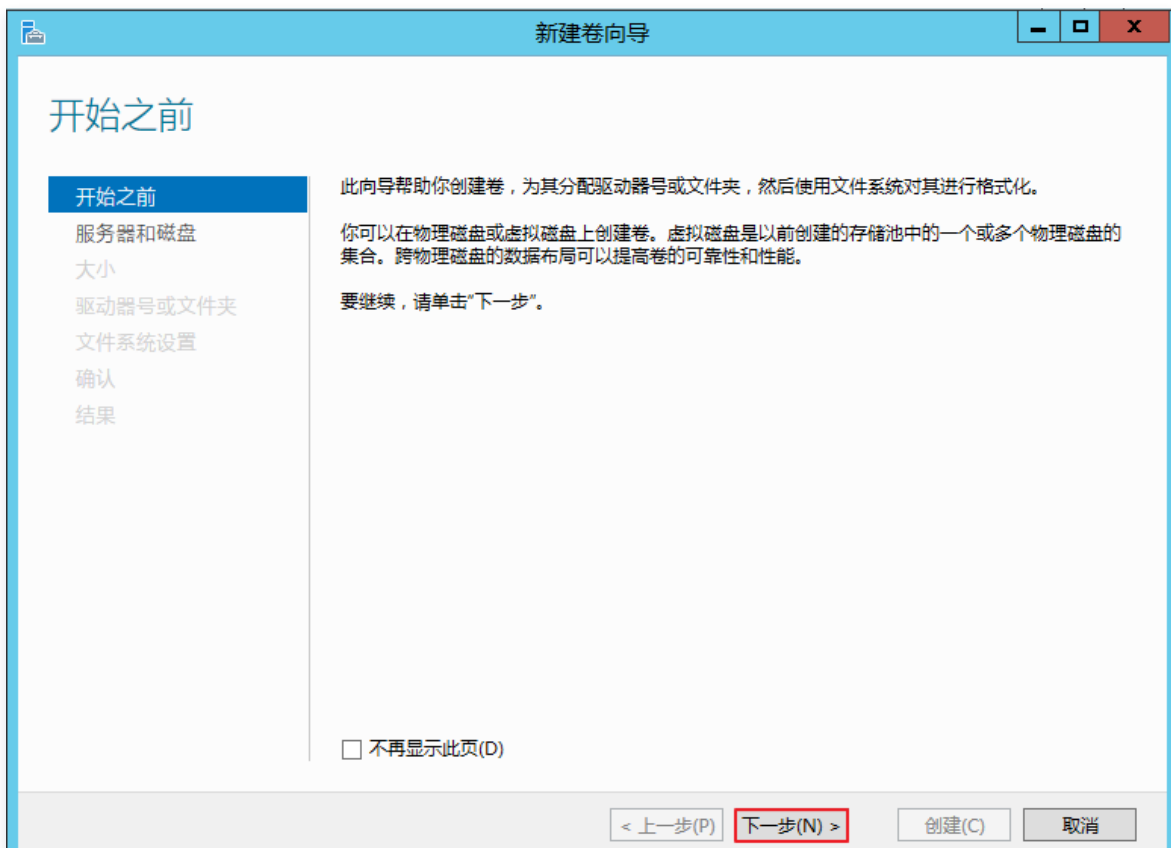 新建卷向导
开始之前
开始之前
服务器和磁盘
大小
驱动器号或文件夹
文件系统设置
确认
结果
此向导帮助你创建卷，为其分配驱动器号或文件夹，然后使用文件系统对其进行格式化。
你可以在物理磁盘或虚拟磁盘上创建卷。虚拟磁盘是以前创建的存储池中的一个或多个物理磁盘的
集合。跨物理磁盘的数据布局可以提高卷的可靠性和性能。
要继续，请单击"下一步"。
不再显示此页(D)
< 上一步(P) 下一步(N) > 创建(C) 取消